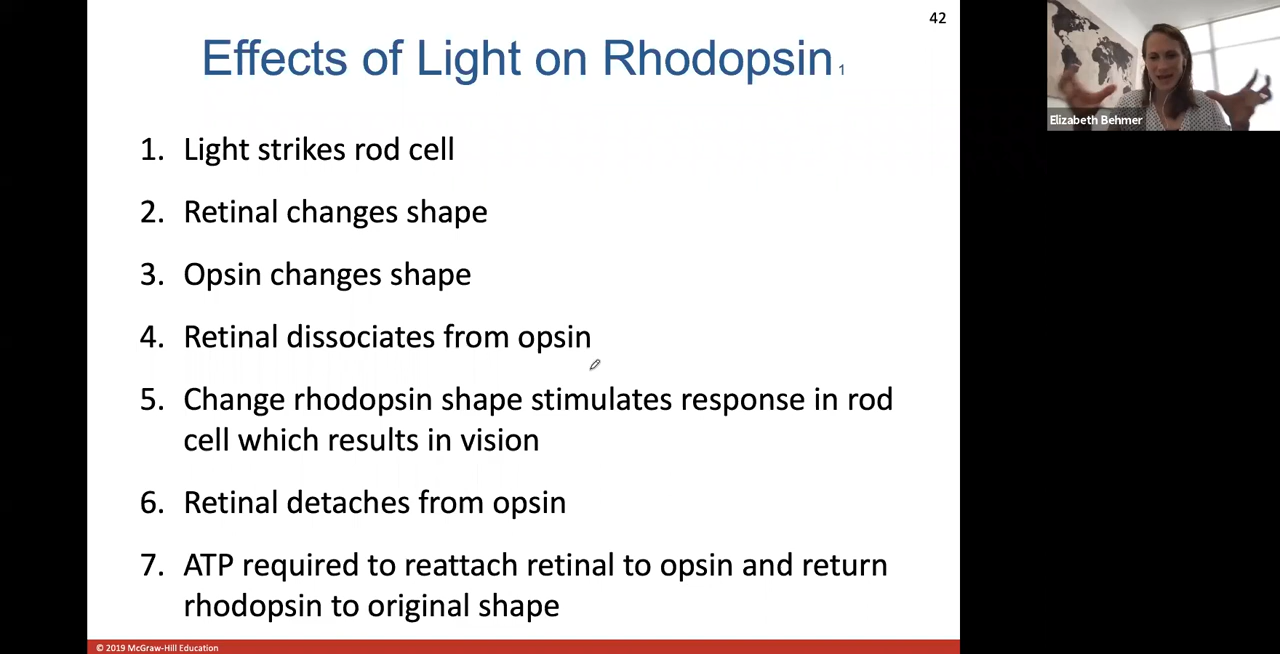 42
Effects of Light on Rhodopsin 1
Elizabeth Behmer
1. Light strikes rod cell
2. Retinal changes shape
3. Opsin changes shape
4. Retinal dissociates from opsin
5. Change rhodopsin shape stimulates response in rod
cell which results in vision
6. Retinal detaches from opsin
7. ATP required to reattach retinal to opsin and return
rhodopsin to original shape
© 2019 McGraw-Hill Education